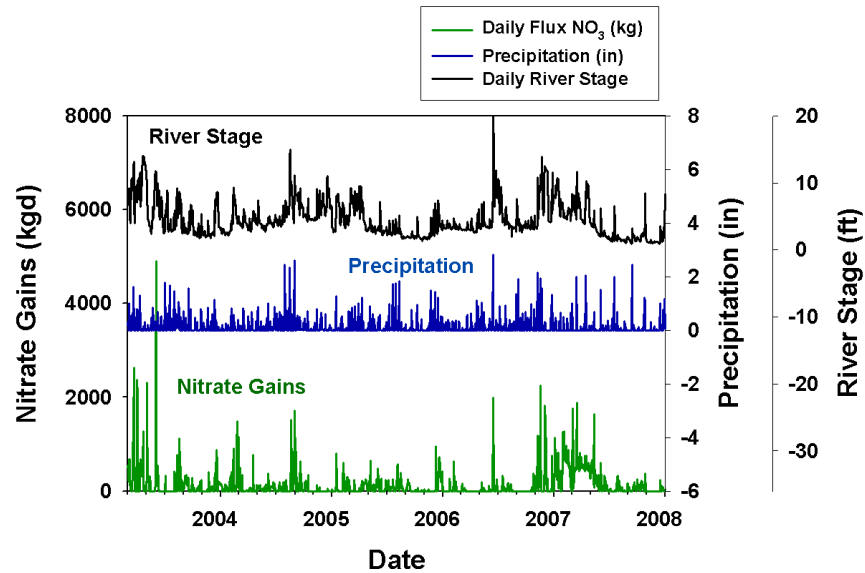 Daily Flux NO3 (kg)
Precipitation (in)
Daily River Stage
8000
6000
4000
2000
0
Nitrate Gains (kgd)
River Stage
Precipitation
Nitrate Gains
8
6
4
2
0
-2
-4
-6
Precipitation (in)
20
10
0
-10
-20
-30
River Stage (ft)
2004 2005 2006 2007 2008
Date